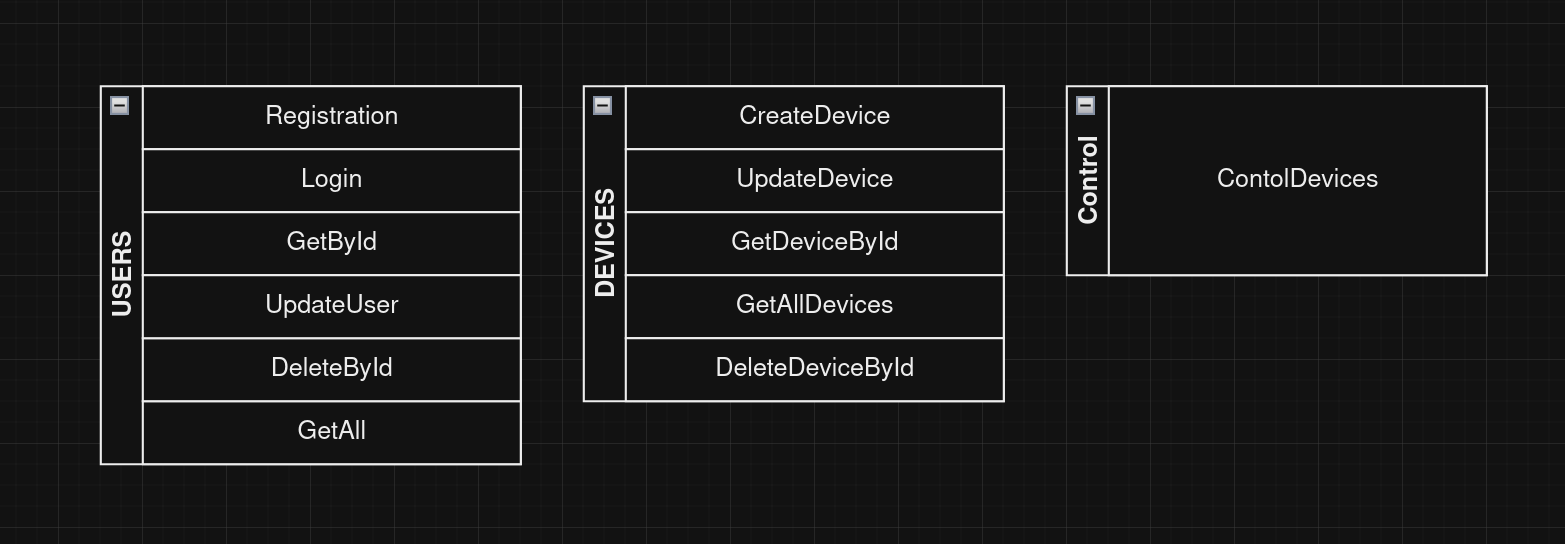 USERS
Registration
Login
GetById
UpdateUser
DeleteById
GetAll
DEVICES
CreateDevice
UpdateDevice
GetDeviceById
GetAllDevices
DeleteDeviceById
Control
ContolDevices